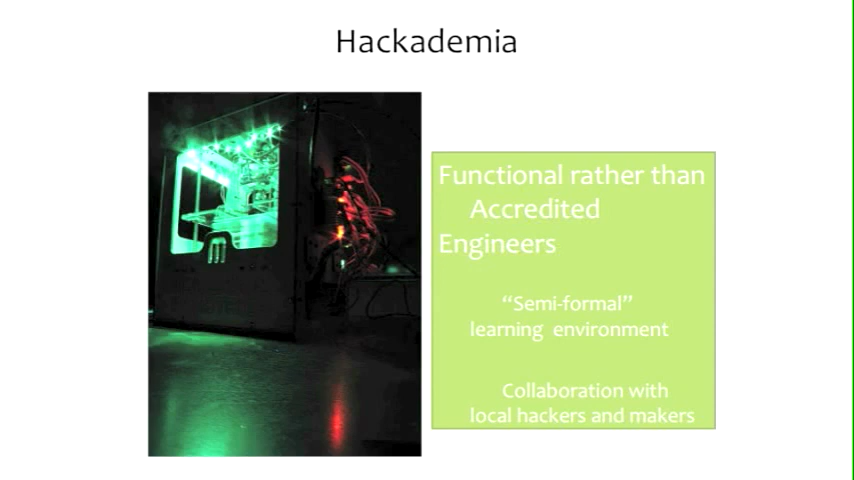 Hackademia
Functional rather than
Accredited
Engineers
“Semi-formal”
learning environment
Collaboration with
local hackers and makers